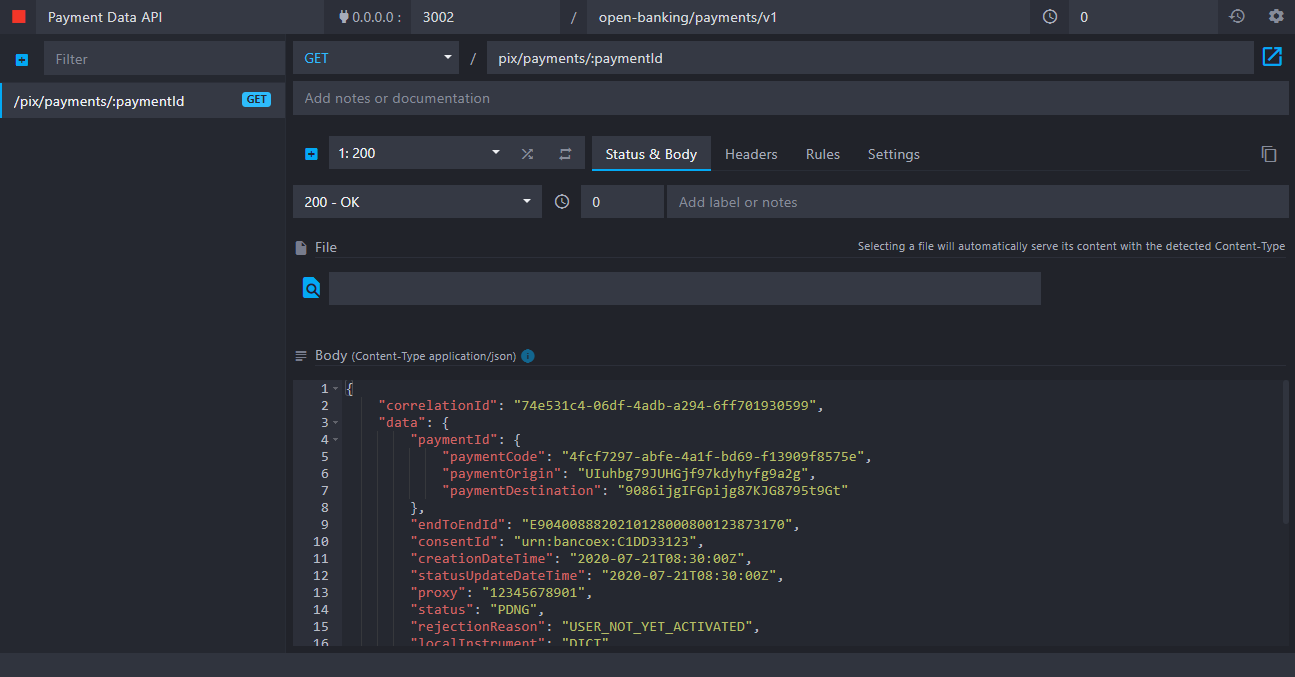 Payment Data API 0.0.0.0 : 3002 / open-banking/payments/v1 0
Filter
GET / pix/payments/:paymentId
/pix/payments/:paymentId GET
Add notes or documentation
1: 200 Status & Body Headers Rules Settings
200 - OK 0 Add label or notes
File Selecting a file will automatically serve its content with the detected Content-Type
Body (Content-Type application/json)
1 {
2 "correlationId": "74e531c4-06df-4adb-a294-6ff701930599",
3 "data": {
4 "paymentId": {
5 "paymentCode": "4fcf7297-abfe-4a1f-bd69-f13909f8575e",
6 "paymentOrigin": "UIuhbg79JUHGjf97kdyhyfg9a2g",
7 "paymentDestination": "9086ijgIFGpijg87KJG8795t9Gt"
8 },
9 "endToEndId": "E9040088820210128000800123873170",
10 "consentId": "urn:bancoex:C1DD33123",
11 "creationDateTime": "2020-07-21T08:30:00Z",
12 "statusUpdateDateTime": "2020-07-21T08:30:00Z",
13 "proxy": "12345678901",
14 "status": "PDNG",
15 "rejectionReason": "USER_NOT_YET_ACTIVATED",
16 "localInstrument": "DICT"